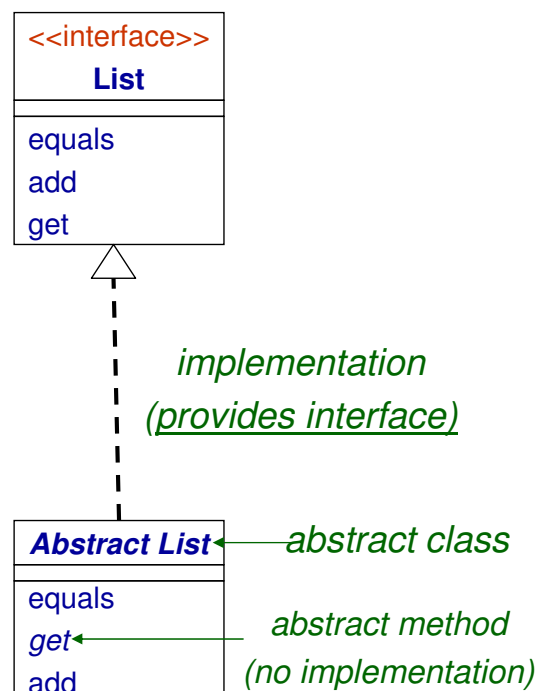 <<interface>>
List
equals
add
get
implementation
(provides interface)
Abstract List
abstract class
equals
get
abstract method
(no implementation)
add